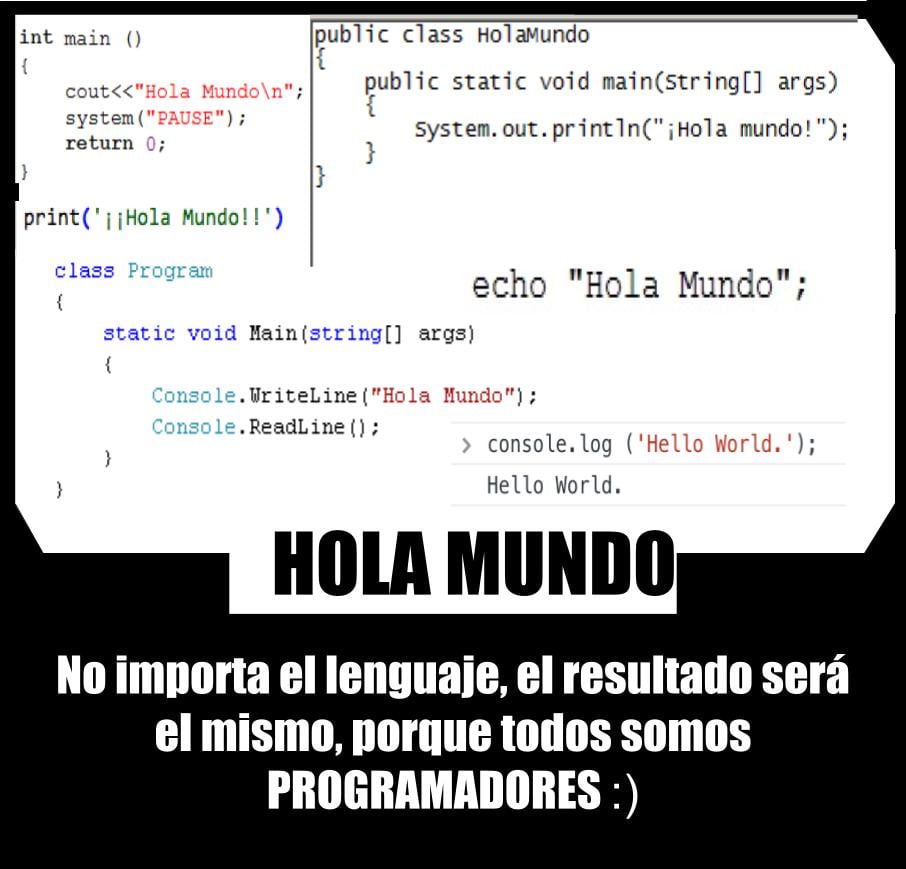 int main ()
{
cout<<"Hola Mundo\n";
system("PAUSE");
return 0;
}
public class HolaMundo
{
public static void main(String[] args)
{
System.out.println("¡Hola mundo!");
}
}
print('¡¡Hola Mundo!!')
class Program
{
static void Main(string[] args)
{
Console.WriteLine("Hola Mundo");
Console.ReadLine();
}
}
echo "Hola Mundo";
> console.log ('Hello World.');
Hello World.
HOLA MUNDO
No importa el lenguaje, el resultado será
el mismo, porque todos somos
PROGRAMADORES :)